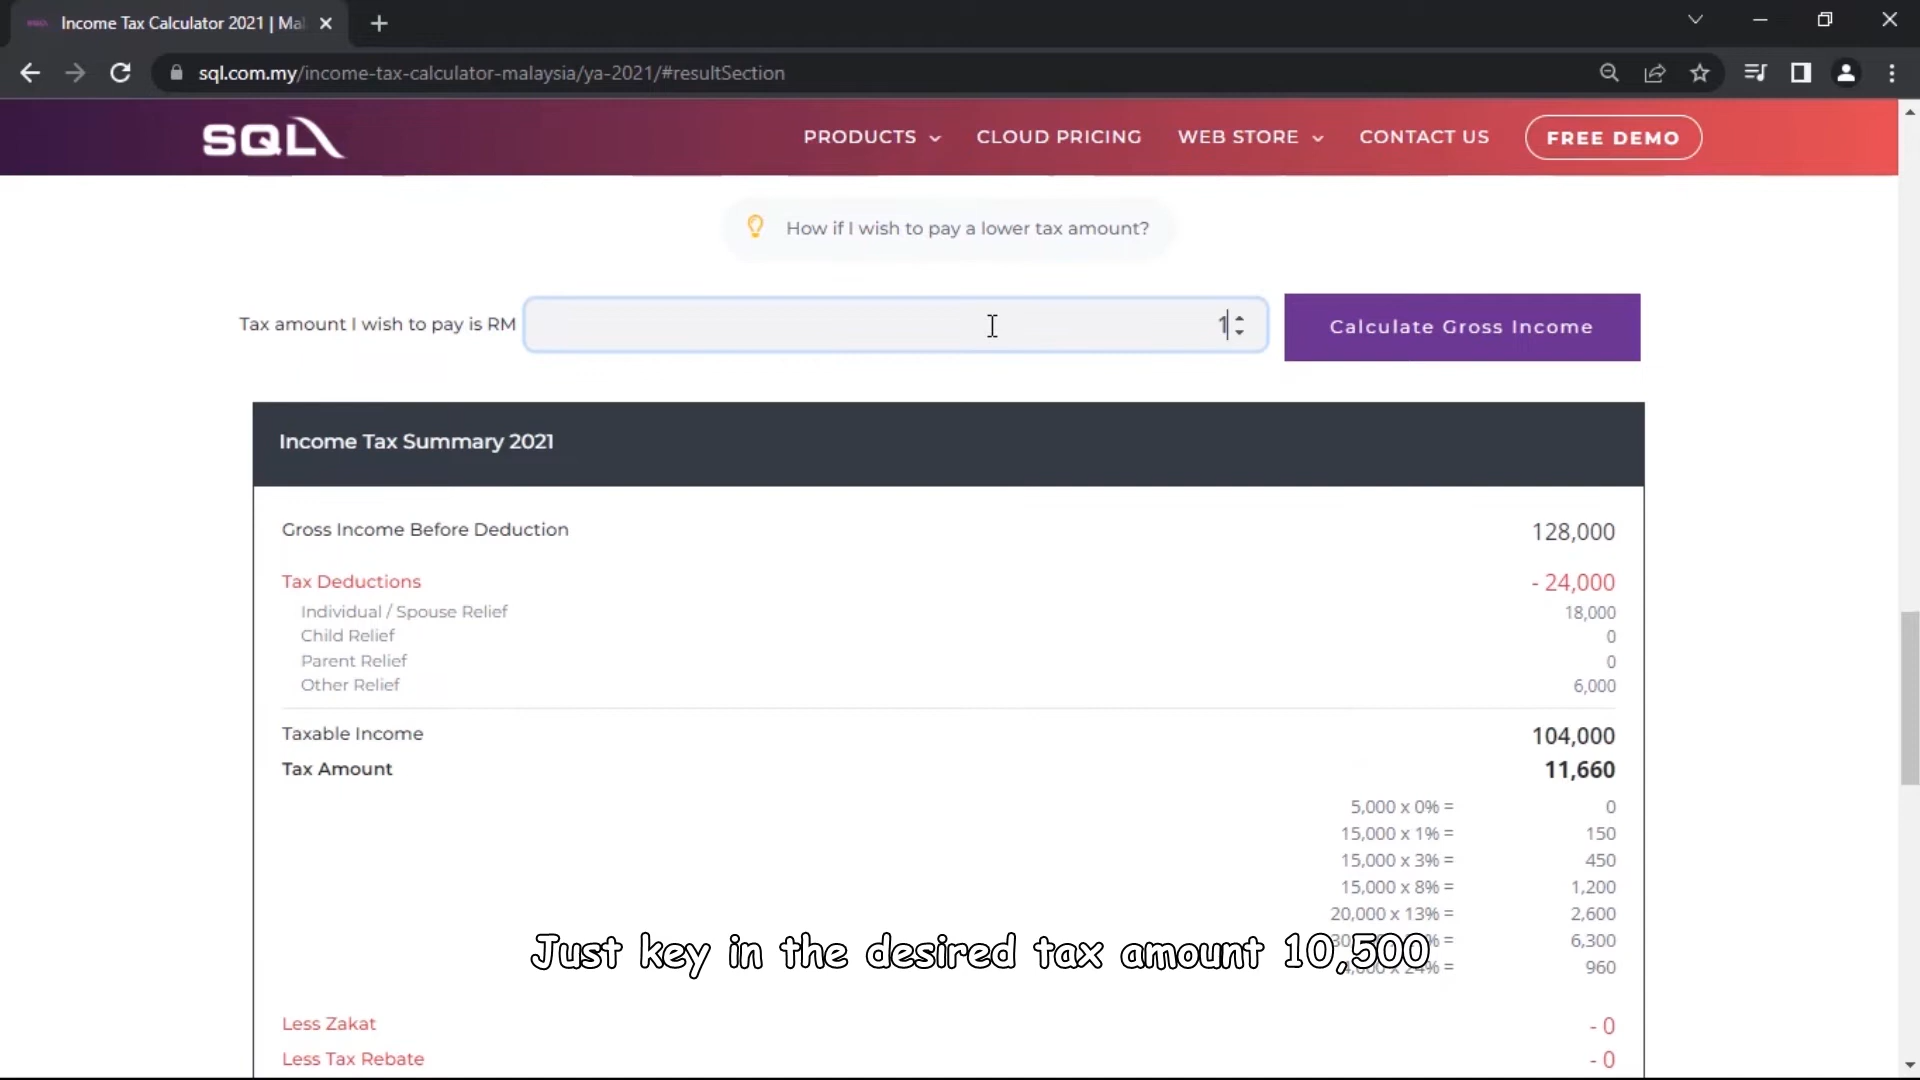 Income Tax Calculator 2021 | Mal
sql.com.my/income-tax-calculator-malaysia/ya-2021/#resultSection
SQL
PRODUCTS
CLOUD PRICING
WEB STORE
CONTACT US
FREE DEMO
How if I wish to pay a lower tax amount?
Tax amount I wish to pay is RM
1
Calculate Gross Income
Income Tax Summary 2021
Gross Income Before Deduction 128,000
Tax Deductions - 24,000
Individual / Spouse Relief 18,000
Child Relief 0
Parent Relief 0
Other Relief 6,000
Taxable Income 104,000
Tax Amount 11,660
5,000 x 0% = 0
15,000 x 1% = 150
15,000 x 3% = 450
15,000 x 8% = 1,200
20,000 x 13% = 2,600
% = 6,300
% = 960
Just key in the desired tax amount 10,500
Less Zakat - 0
Less Tax Rebate - 0